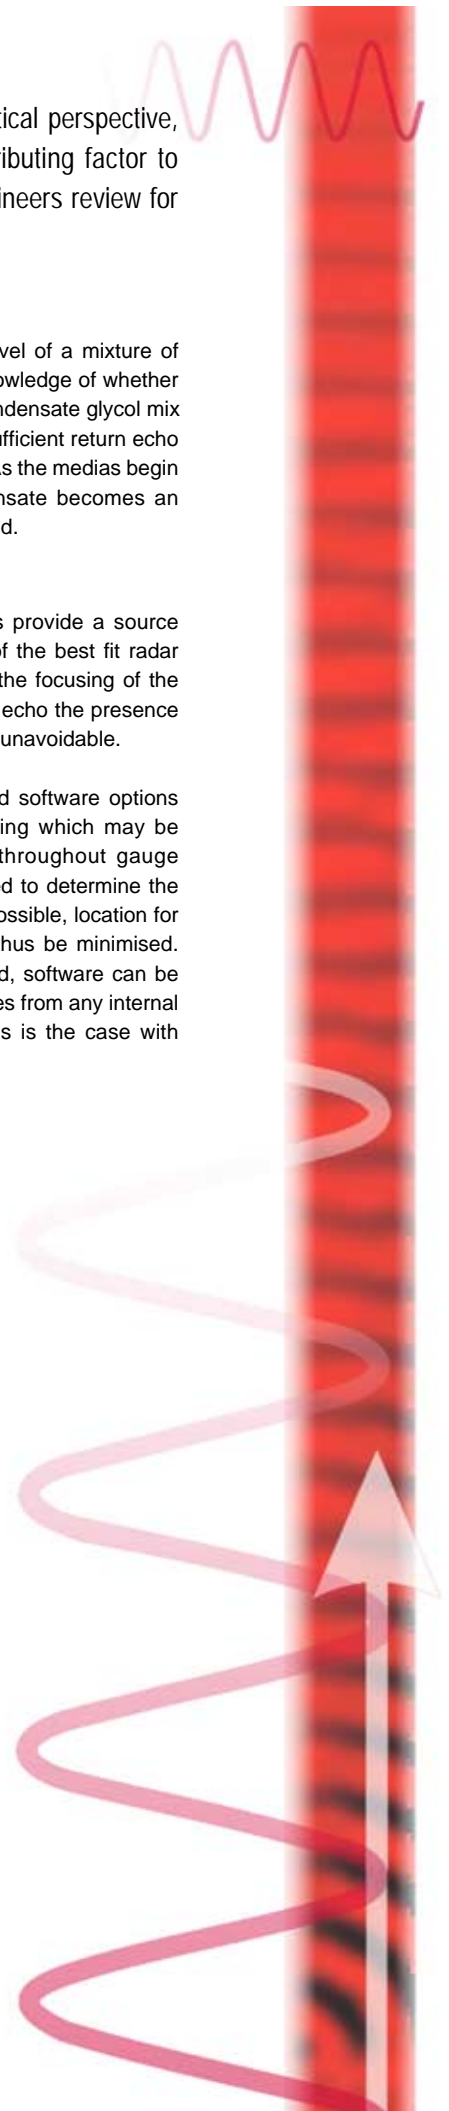 tical perspective,
ributing factor to
ineers review for
vel of a mixture of
owledge of whether
ndensate glycol mix
ufficient return echo
As the medias begin
nsate becomes an
d.
s provide a source
of the best fit radar
the focusing of the
echo the presence
unavoidable.
d software options
ing which may be
throughout gauge
ed to determine the
ossible, location for
hus be minimised.
d, software can be
es from any internal
s is the case with